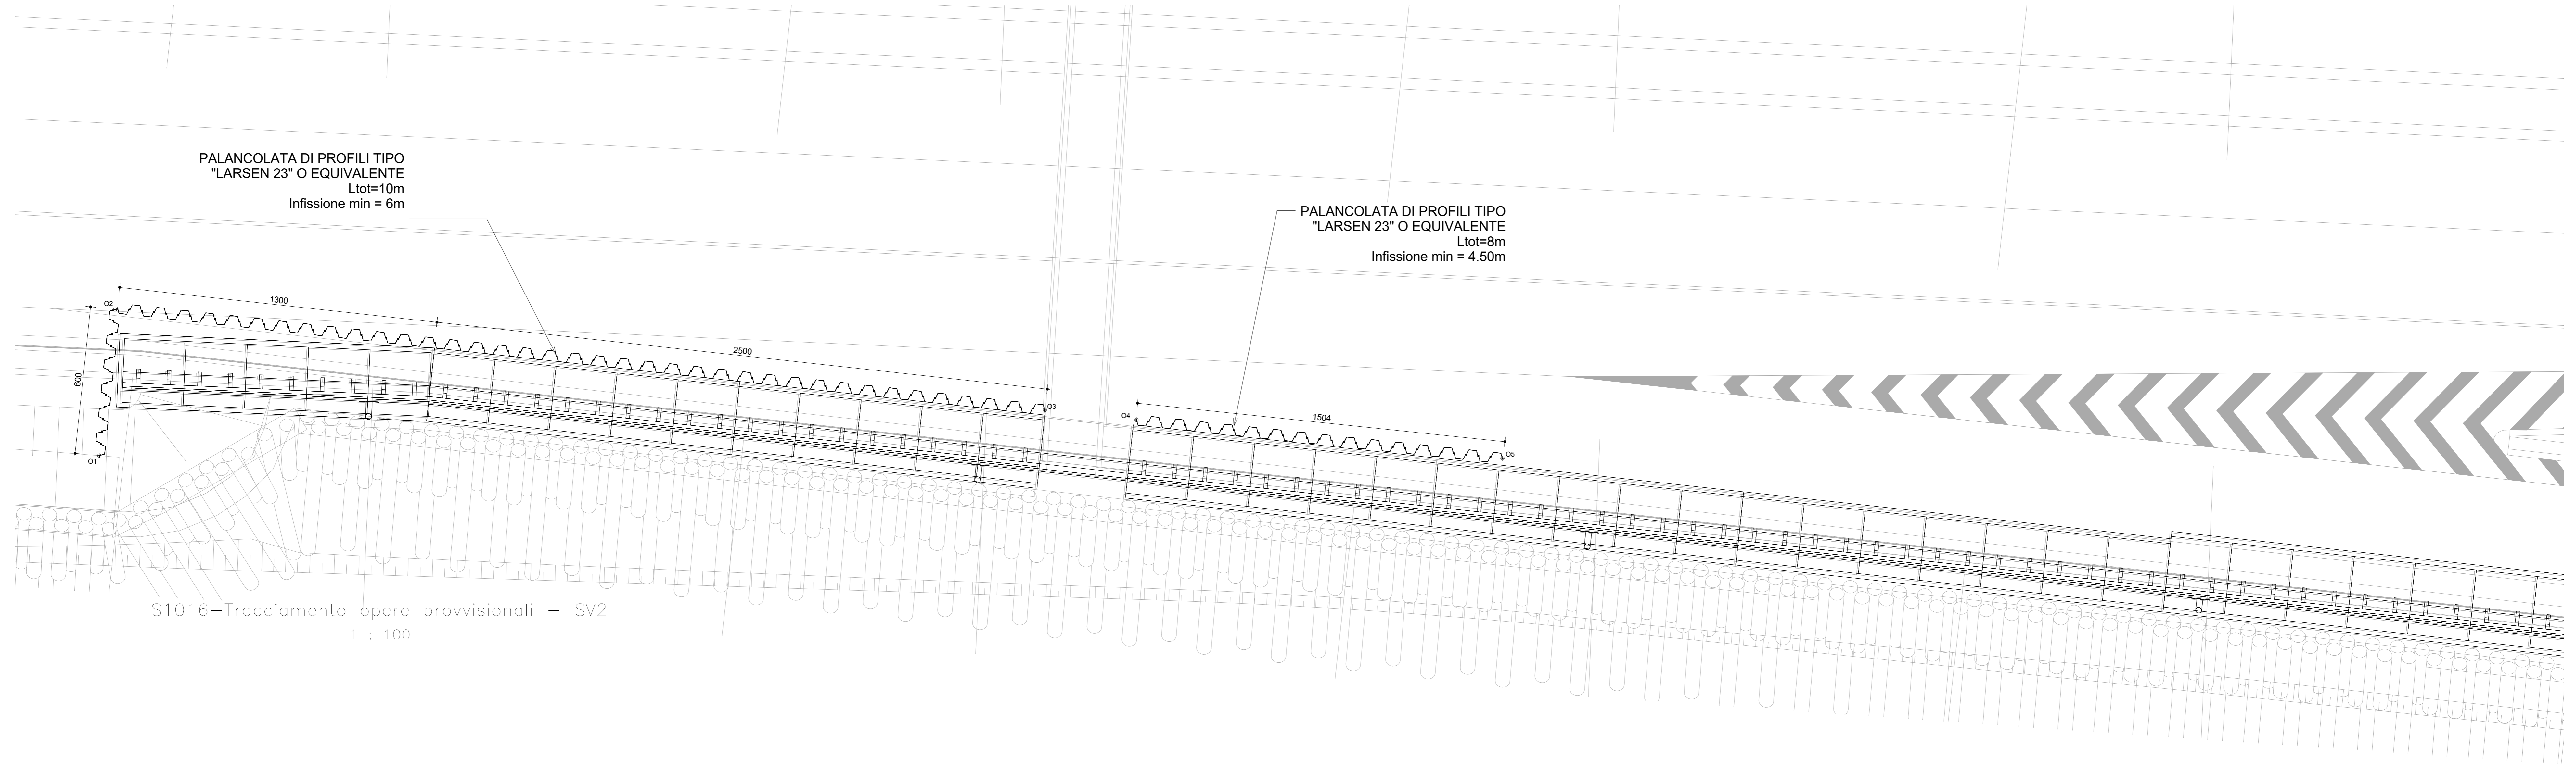 PALANCOLATA DI PROFILI TIPO
"LARSEN 23" O EQUIVALENTE
Ltot=10m
Infissione min = 6m
PALANCOLATA DI PROFILI TIPO
"LARSEN 23" O EQUIVALENTE
Ltot=8m
Infissione min = 4.50m
1300
O2
2500
600
O3
O4
1504
O5
O1
S1016-Tracciamento opere provvisionali - SV2
1 : 100